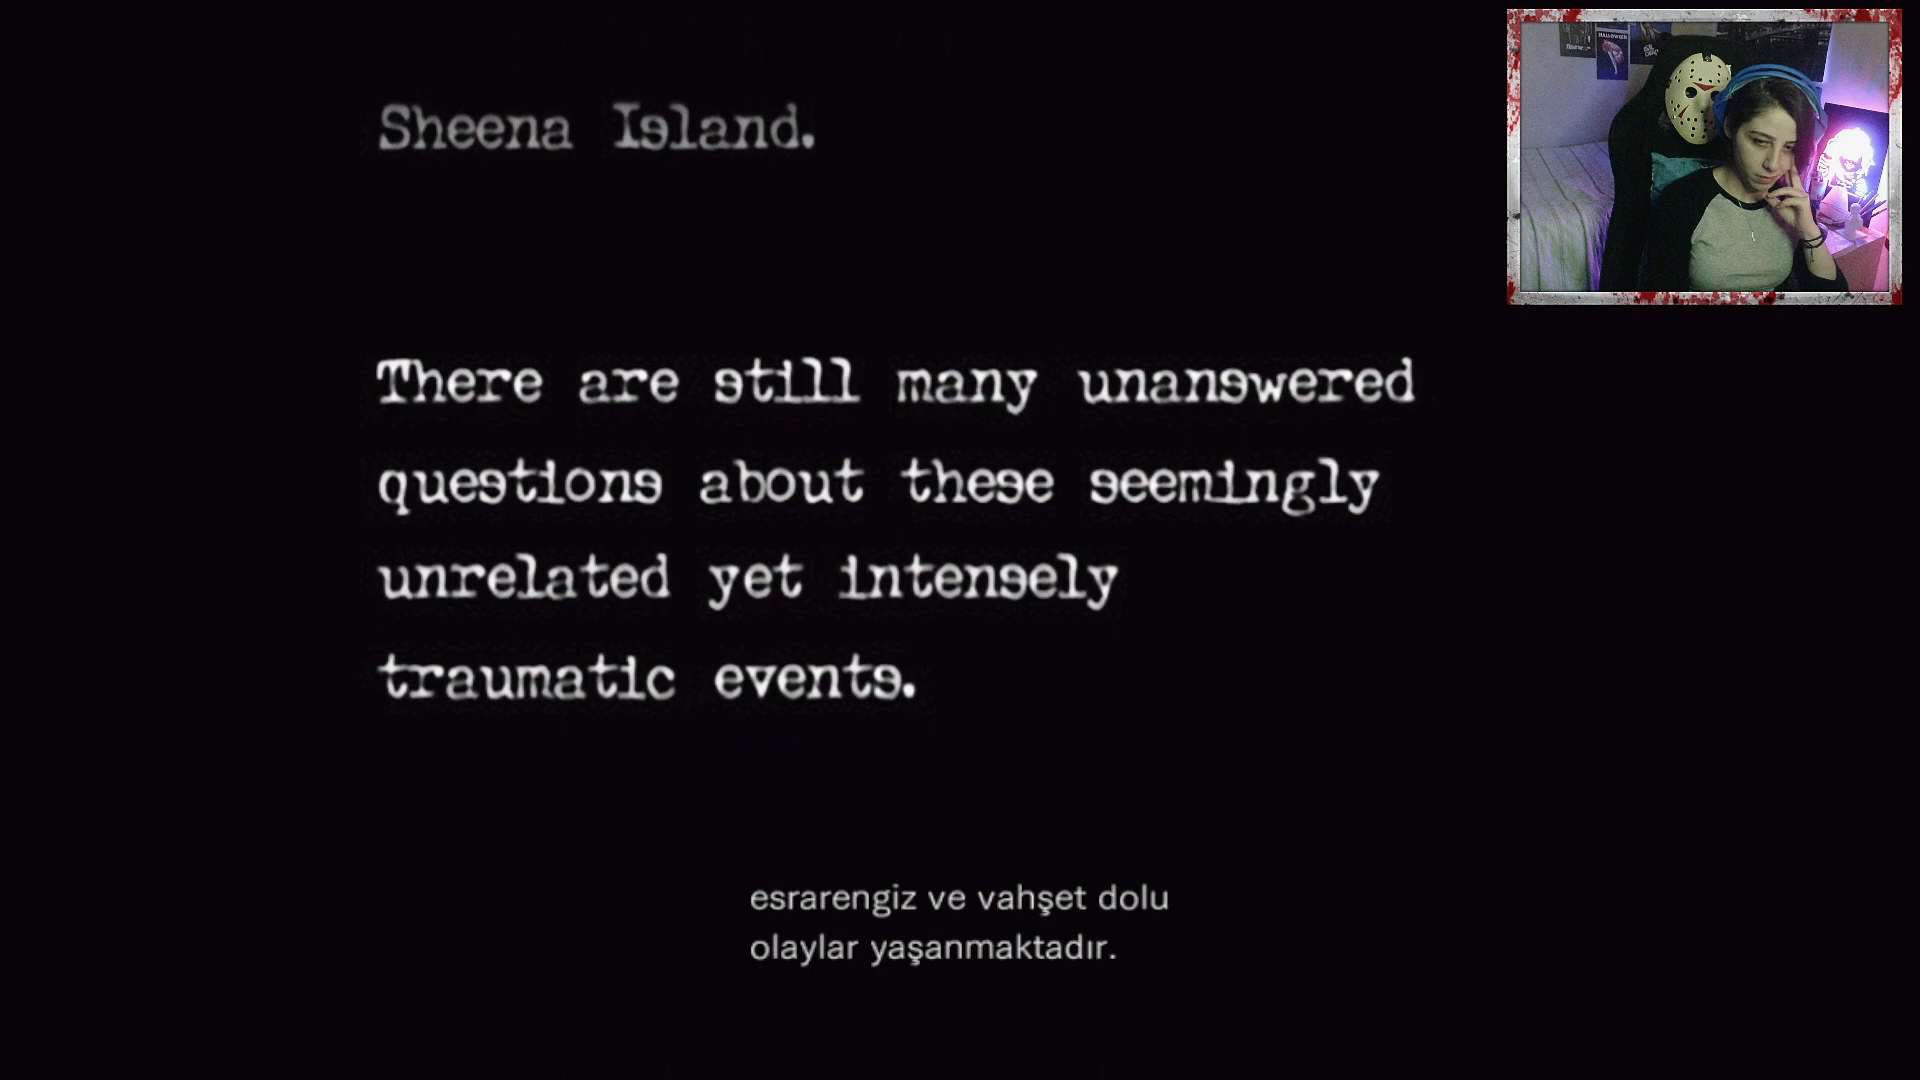 Sheena Island.
There are still many unanswered
questions about these seemingly
unrelated yet intensely
traumatic events.
esrarengiz ve vahşet dolu
olaylar yaşanmaktadır.
HALLOWEEN